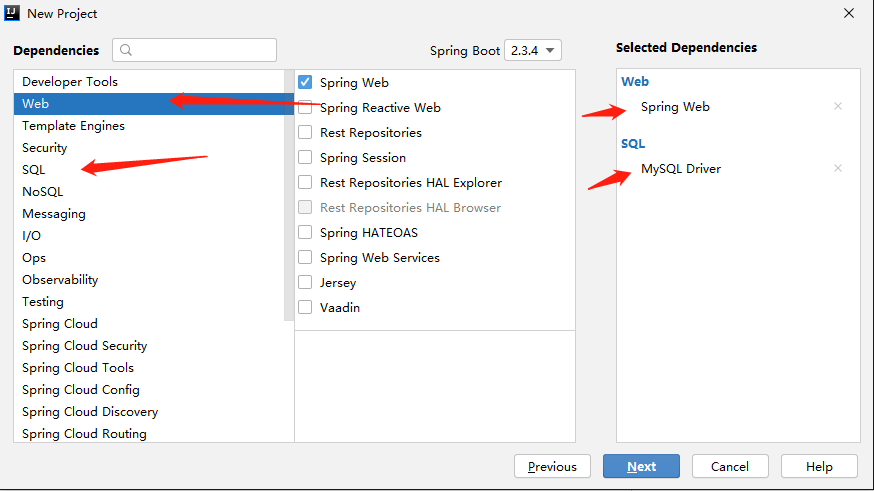 IJ New Project
Dependencies
Spring Boot 2.3.4
Selected Dependencies
Developer Tools
Web
Template Engines
Security
SQL
NoSQL
Messaging
I/O
Ops
Observability
Testing
Spring Cloud
Spring Cloud Security
Spring Cloud Tools
Spring Cloud Config
Spring Cloud Discovery
Spring Cloud Routing
Spring Web
Spring Reactive Web
Rest Repositories
Spring Session
Rest Repositories HAL Explorer
Rest Repositories HAL Browser
Spring HATEOAS
Spring Web Services
Jersey
Vaadin
Web
Spring Web
SQL
MySQL Driver
Previous
Next
Cancel
Help